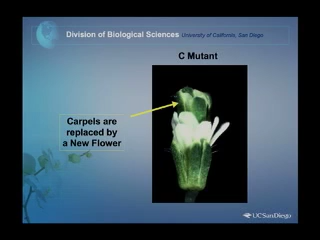 Division of Biological Sciences University of California, San Diego
C Mutant
Carpels are
replaced by
a New Flower
UCSanDiego